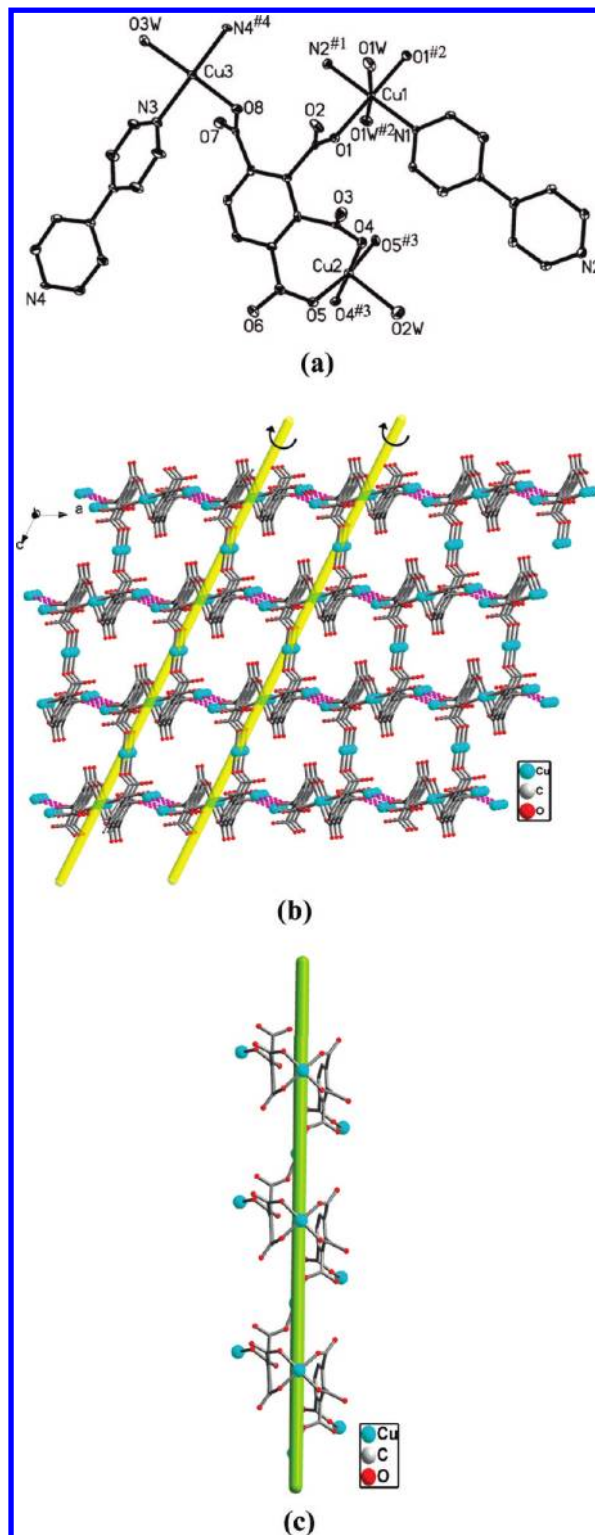 O3W N4#4 N2#1 O1W O1#2
Cu3 Cu1
N3 O8 O2
O7 O1 O1W#2 N1
O3
O4
O5#3
N4 Cu2 N2
O6 O5 O4#3 O2W
(a)
a
c
Cu
C
O
(b)
Cu
C
O
(c)